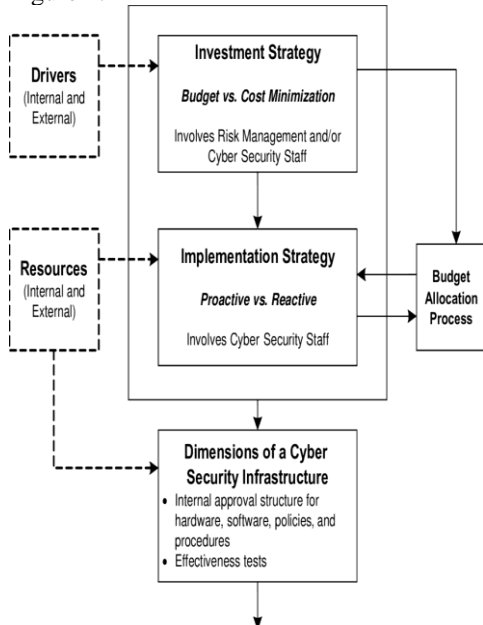 Drivers
(Internal and
External)
Investment Strategy
Budget vs. Cost Minimization
Involves Risk Management and/or
Cyber Security Staff
Resources
(Internal and
External)
Implementation Strategy
Proactive vs. Reactive
Involves Cyber Security Staff
Budget
Allocation
Process
Dimensions of a Cyber
Security Infrastructure
• Internal approval structure for
hardware, software, policies, and
procedures
• Effectiveness tests